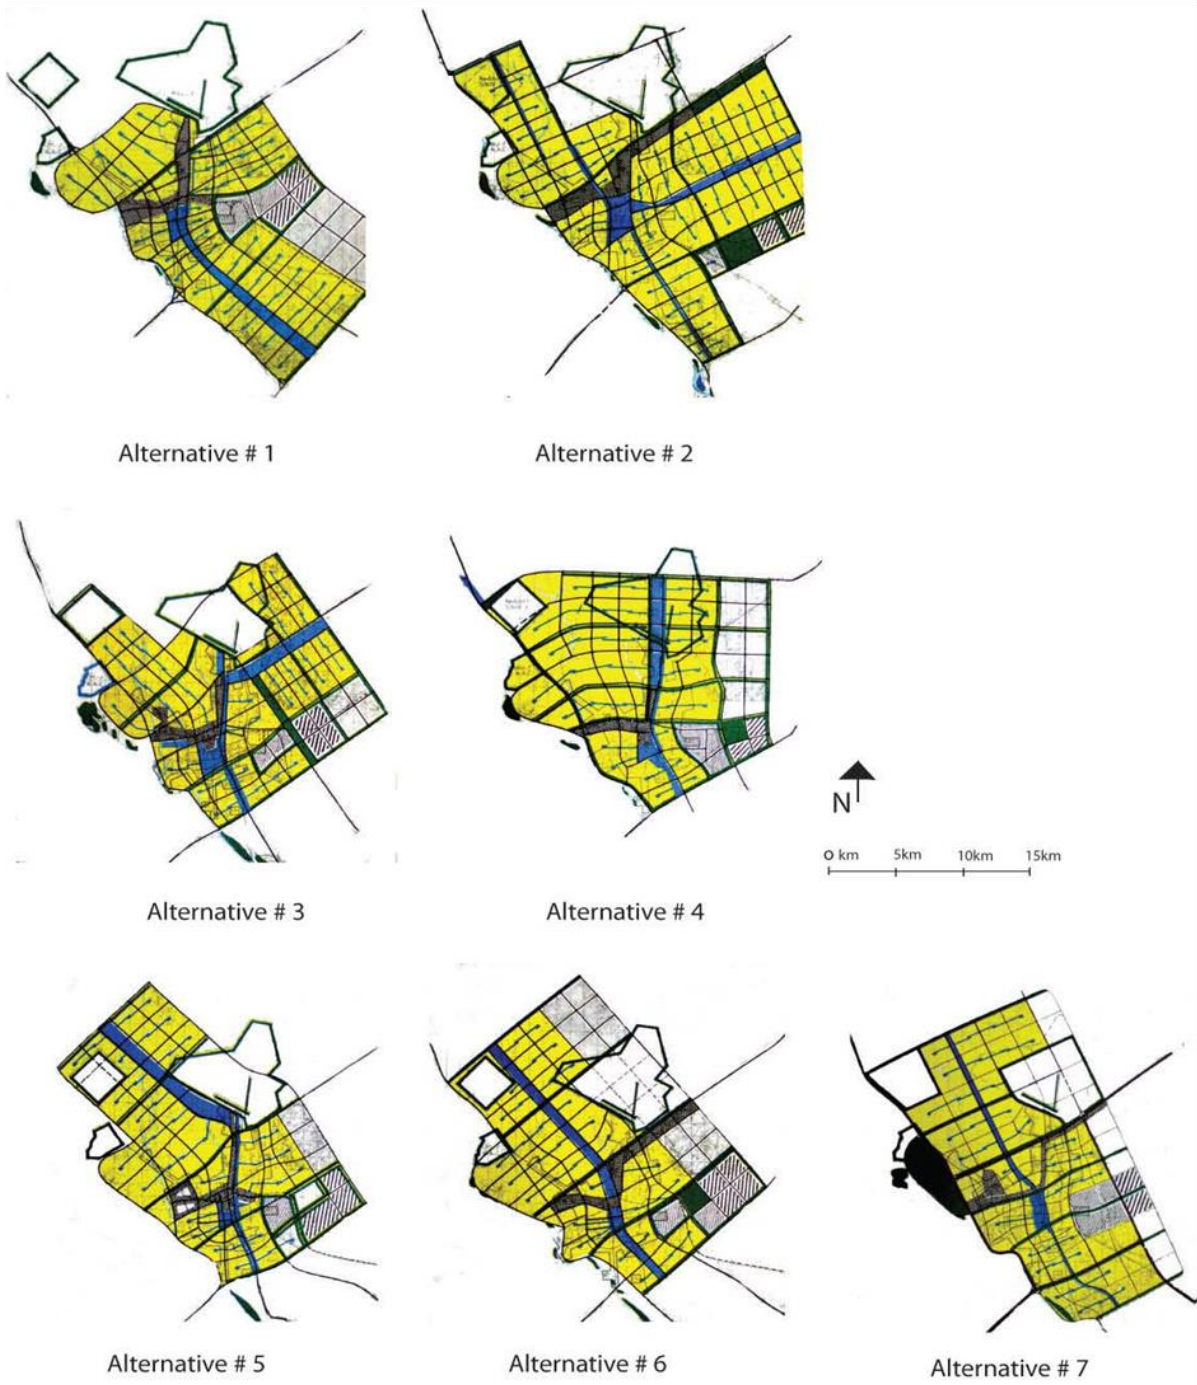 Alternative # 1
Alternative # 2
Alternative # 3
Alternative # 4
N
0 km 5km 10km 15km
Alternative # 5
Alternative # 6
Alternative # 7